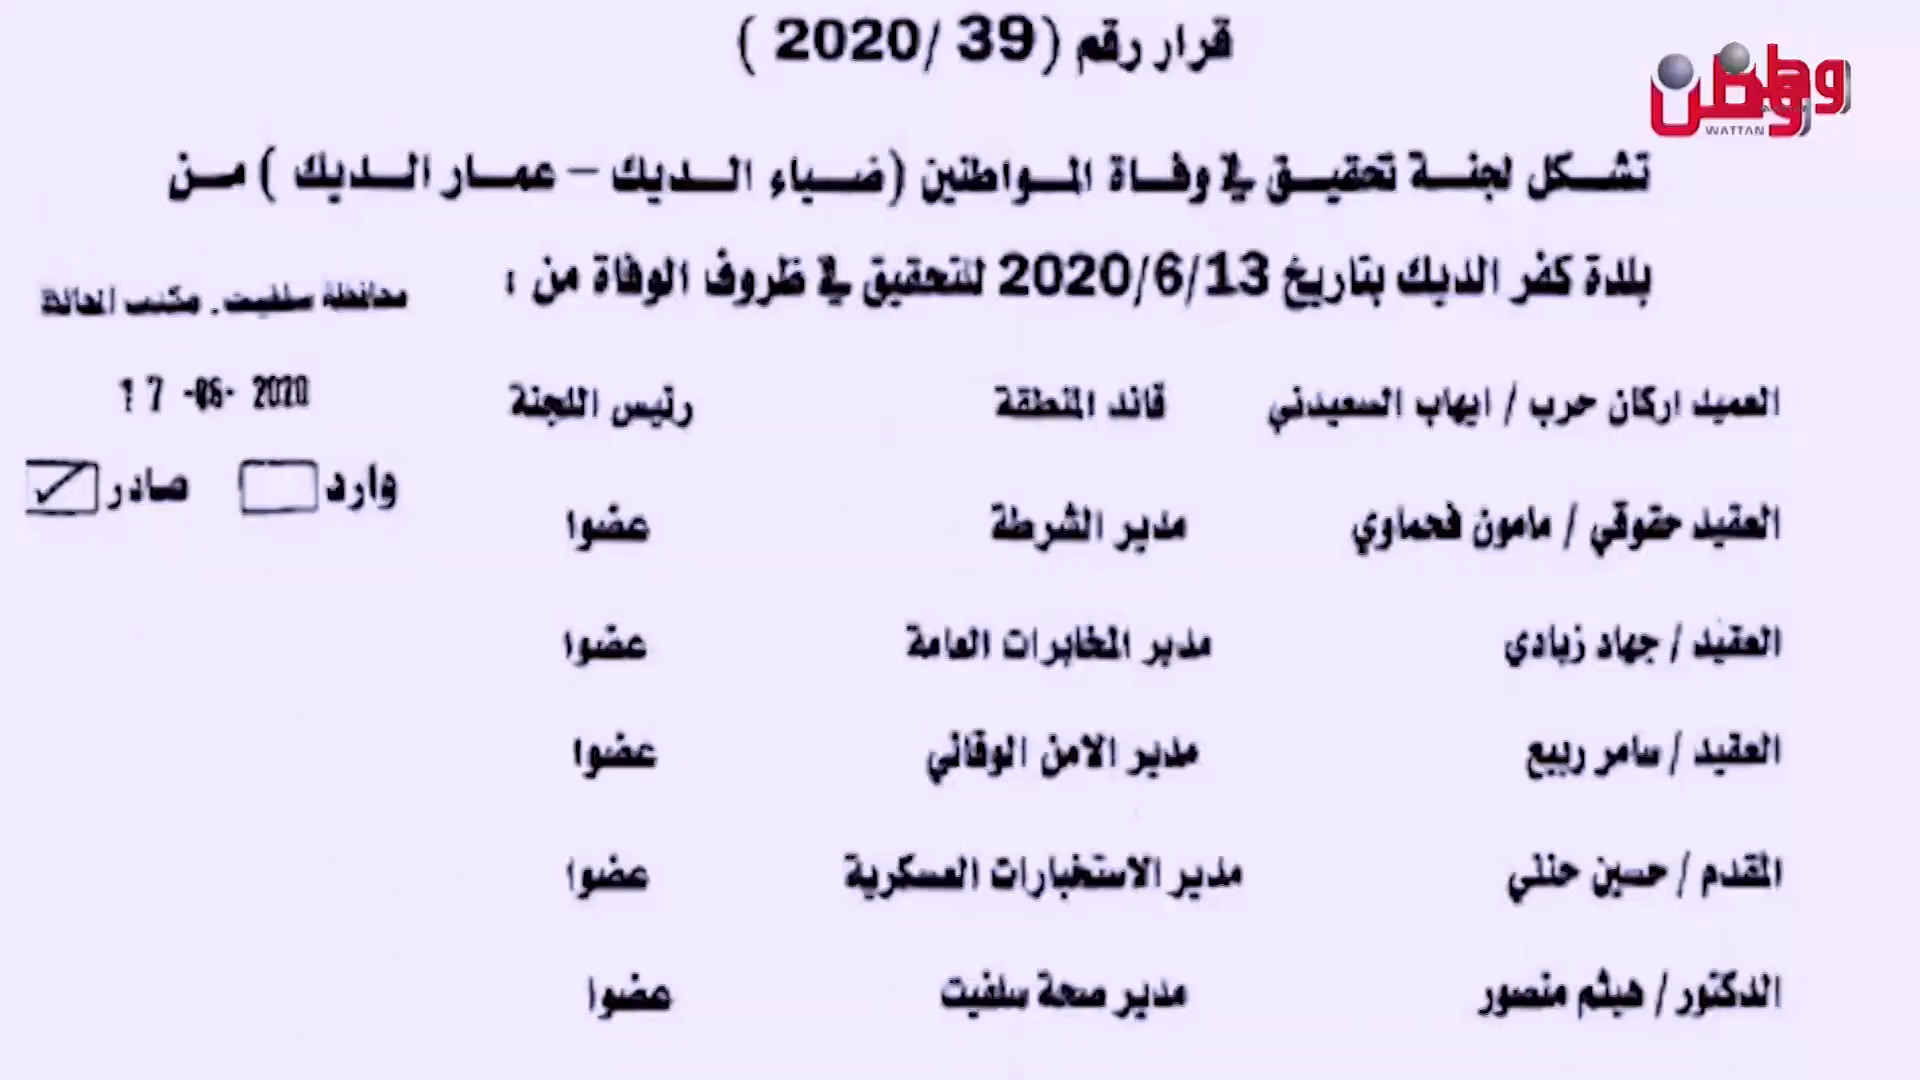 قرار رقم ( 39 /2020 )
وطن
WATTAN
تشكل لجنة تحقيق في وفاة المواطنين (ضياء الديك – عمار الديك ) من
بلدة كفر الديك بتاريخ 2020/6/13 للتحقيق في ظروف الوفاة من :
محافظة سلفيت . مكتب المحافظ
17 -06- 2020
وارد صادر
العميد اركان حرب / ايهاب السعيدني قائد المنطقة رئيس اللجنة
العقيد حقوقي / مامون فحماوي مدير الشرطة عضوا
العقيد / جهاد زيادي مدير المخابرات العامة عضوا
العقيد / سامر ربيع مدير الامن الوقائي عضوا
المقدم / حسين حنني مدير الاستخبارات العسكرية عضوا
الدكتور / هيثم منصور مدير صحة سلفيت عضوا